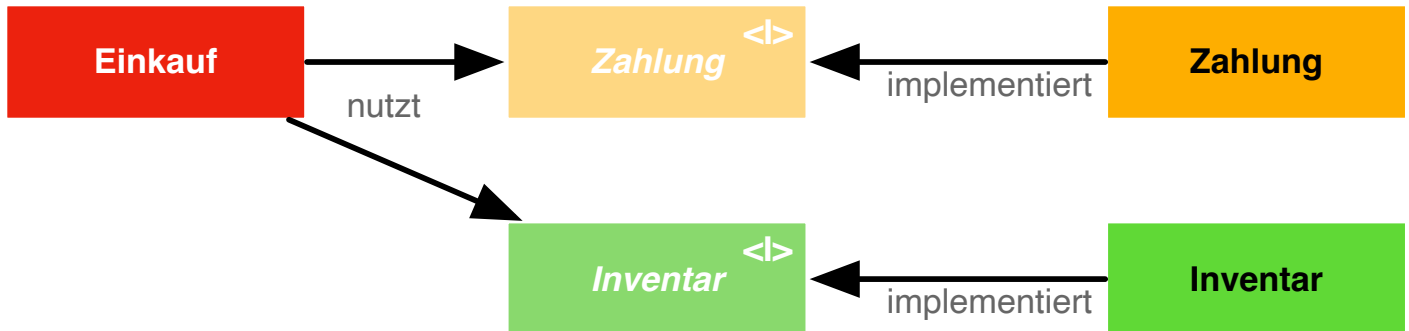 Einkauf
nutzt
<I>
Zahlung
implementiert
Zahlung
<I>
Inventar
implementiert
Inventar